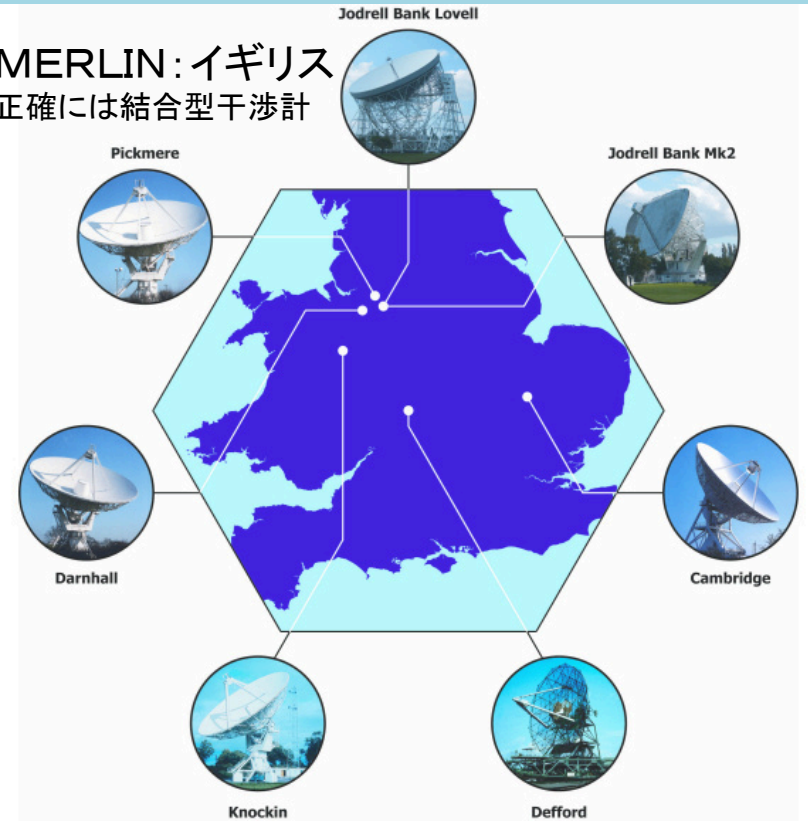 Jodrell Bank Lovell
MERLIN:イギリス
正確には結合型干渉計
Pickmere
Jodrell Bank Mk2
Darnhall
Cambridge
Knockin
Defford